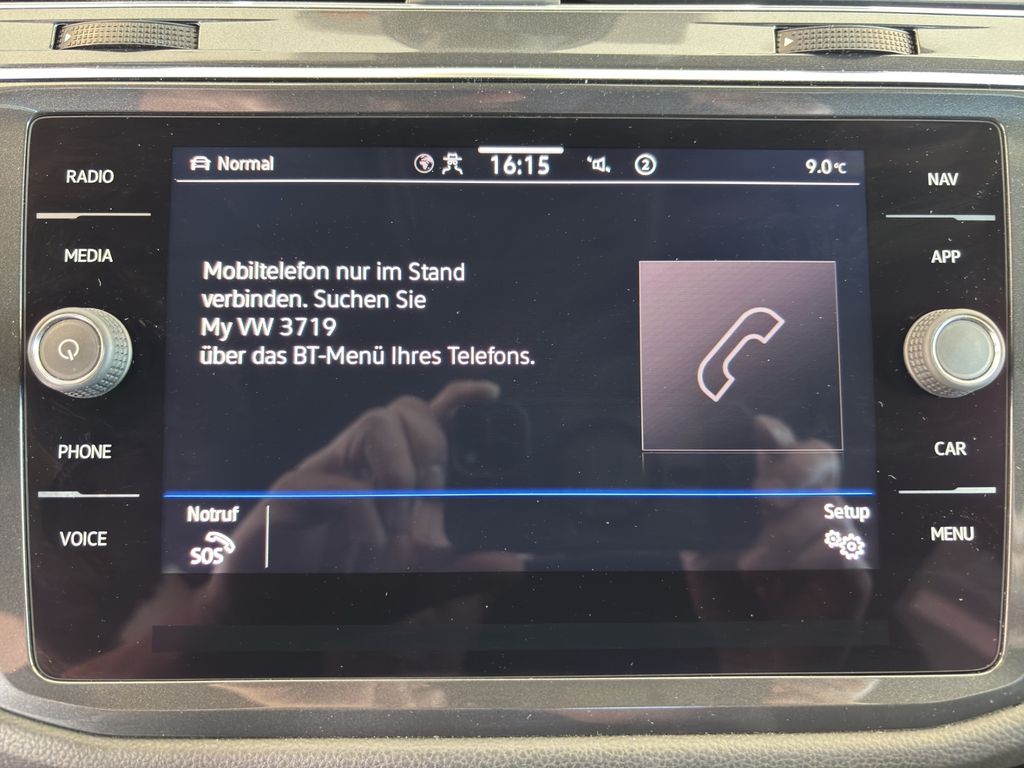 RADIO
MEDIA
PHONE
VOICE
Normal
16:15
2
9.0°C
Mobiltelefon nur im Stand
verbinden. Suchen Sie
My VW 3719
über das BT-Menü Ihres Telefons.
Notruf
SOS
Setup
NAV
APP
CAR
MENU